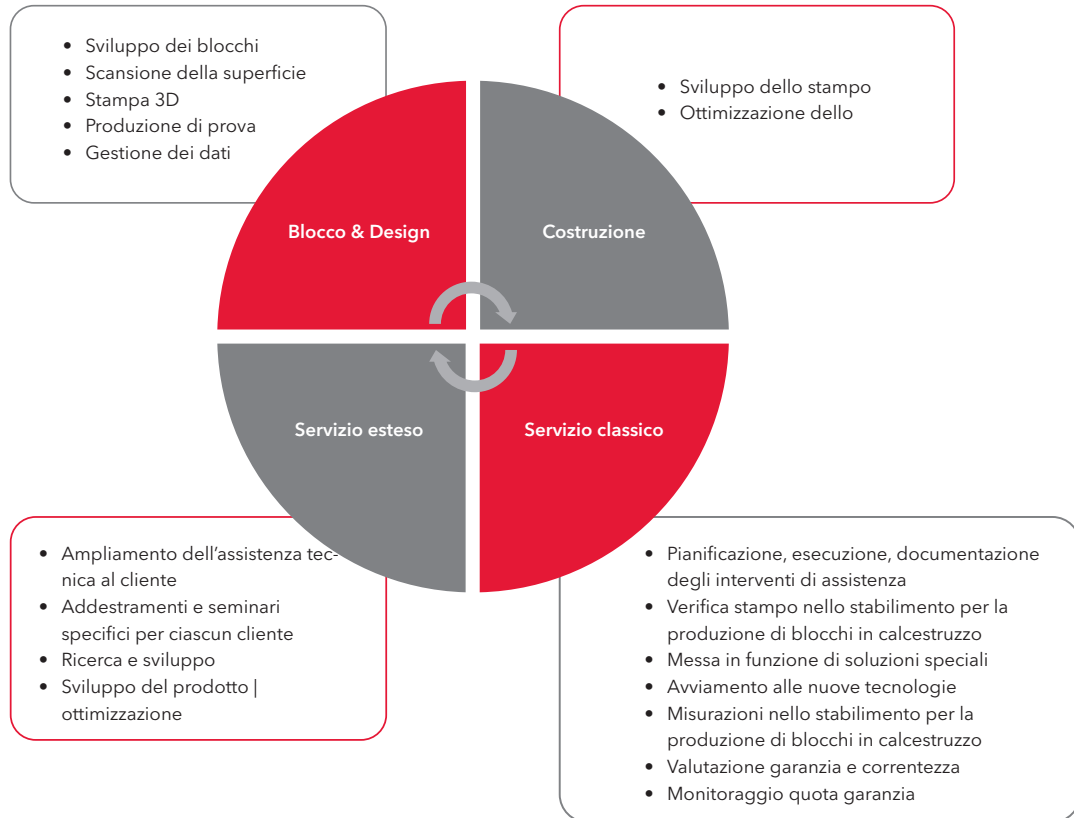 • Sviluppo dei blocchi
• Scansione della superficie
• Stampa 3D
• Produzione di prova
• Gestione dei dati
• Sviluppo dello stampo
• Ottimizzazione dello
Blocco & Design
Costruzione
Servizio esteso
Servizio classico
• Ampliamento dell'assistenza tec-
nica al cliente
• Addestramenti e seminari
specifici per ciascun cliente
• Ricerca e sviluppo
• Sviluppo del prodotto |
ottimizzazione
• Pianificazione, esecuzione, documentazione
degli interventi di assistenza
• Verifica stampo nello stabilimento per la
produzione di blocchi in calcestruzzo
• Messa in funzione di soluzioni speciali
• Avviamento alle nuove tecnologie
• Misurazioni nello stabilimento per la
produzione di blocchi in calcestruzzo
• Valutazione garanzia e correntezza
• Monitoraggio quota garanzia